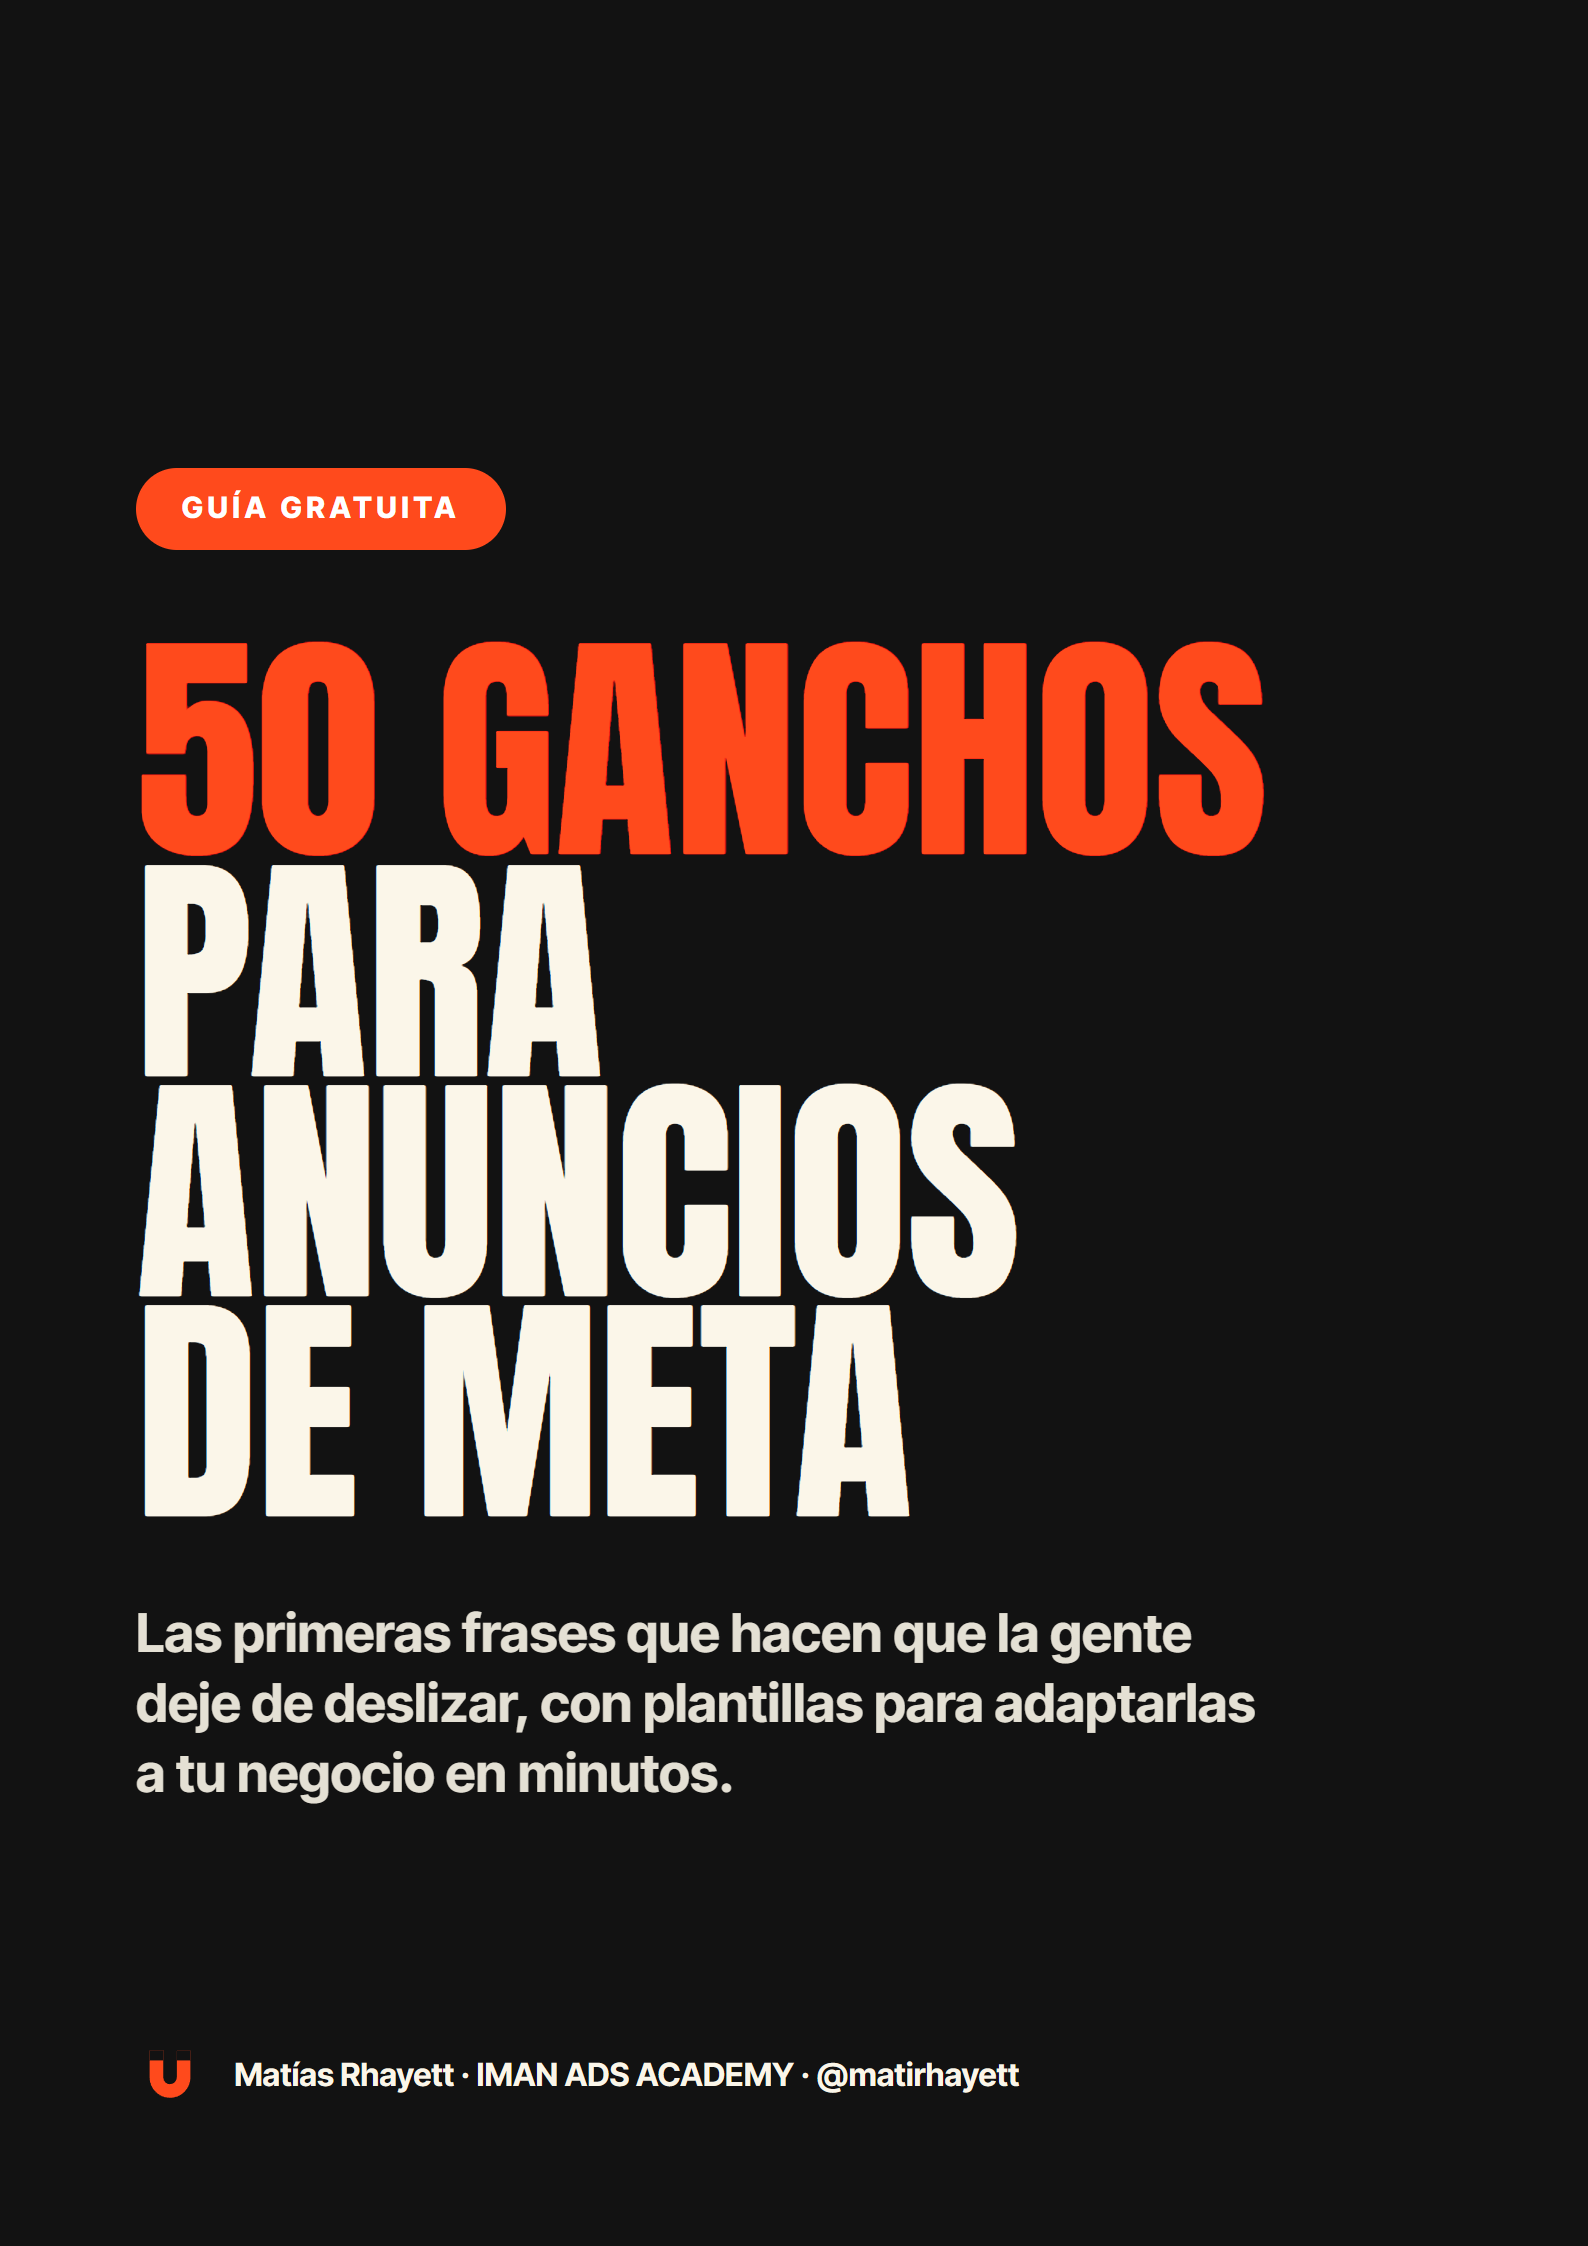 GUÍA GRATUITA
50 GANCHOS
PARA
ANUNCIOS
DE META
Las primeras frases que hacen que la gente
deje de deslizar, con plantillas para adaptarlas
a tu negocio en minutos.
Matías Rhayett · IMAN ADS ACADEMY · @matirhayett